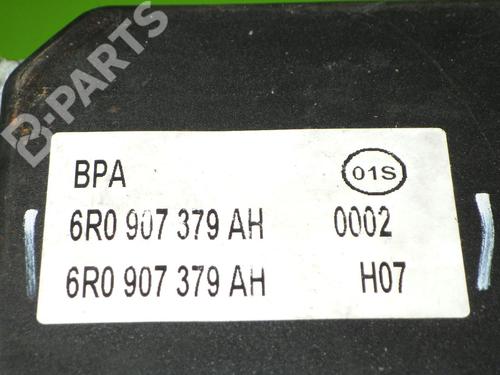 B-PARTS
BPA 01S
6R0 907 379 AH 0002
6R0 907 379 AH H07